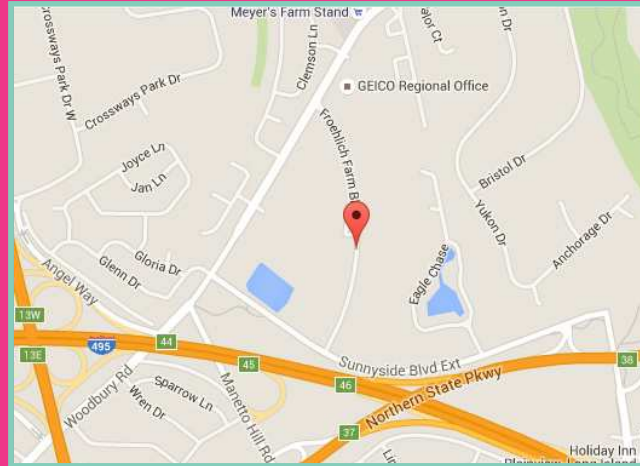 Meyer's Farm Stand
Crossways Park Dr W
Crossways Park Dr
Clemson Ln
GEICO Regional Office
Froehlich Farm B
Joyce Ln
Jan Ln
Bristol Dr
Yukon Dr
Anchorage Dr
Eagle Chase
Gloria Dr
Glenn Dr
Angel Way
13W
13E
495
44
45
46
38
37
Sunnyside Blvd Ext
Northern State Pkwy
Woodbury Rd
Manetto Hill Rd
Sparrow Ln
Wren Dr
Holiday Inn
Plainview-Long Island